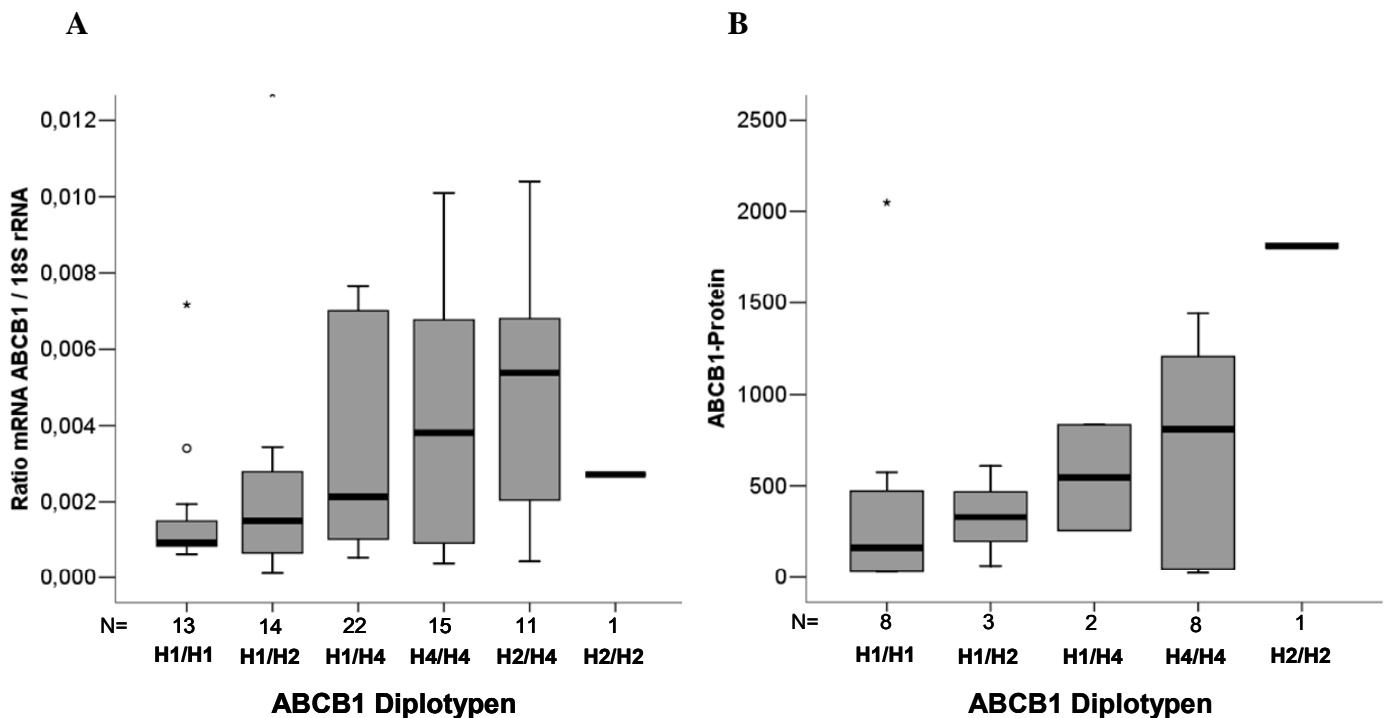 A
B
Ratio mRNA ABCB1 / 18S rRNA
0,012
0,010
0,008
0,006
0,004
0,002
0,000
N= 13 14 22 15 11 1
H1/H1 H1/H2 H1/H4 H4/H4 H2/H4 H2/H2
ABCB1 Diplotypen
ABCB1-Protein
2500
2000
1500
1000
500
0
N= 8 3 2 8 1
H1/H1 H1/H2 H1/H4 H4/H4 H2/H2
ABCB1 Diplotypen